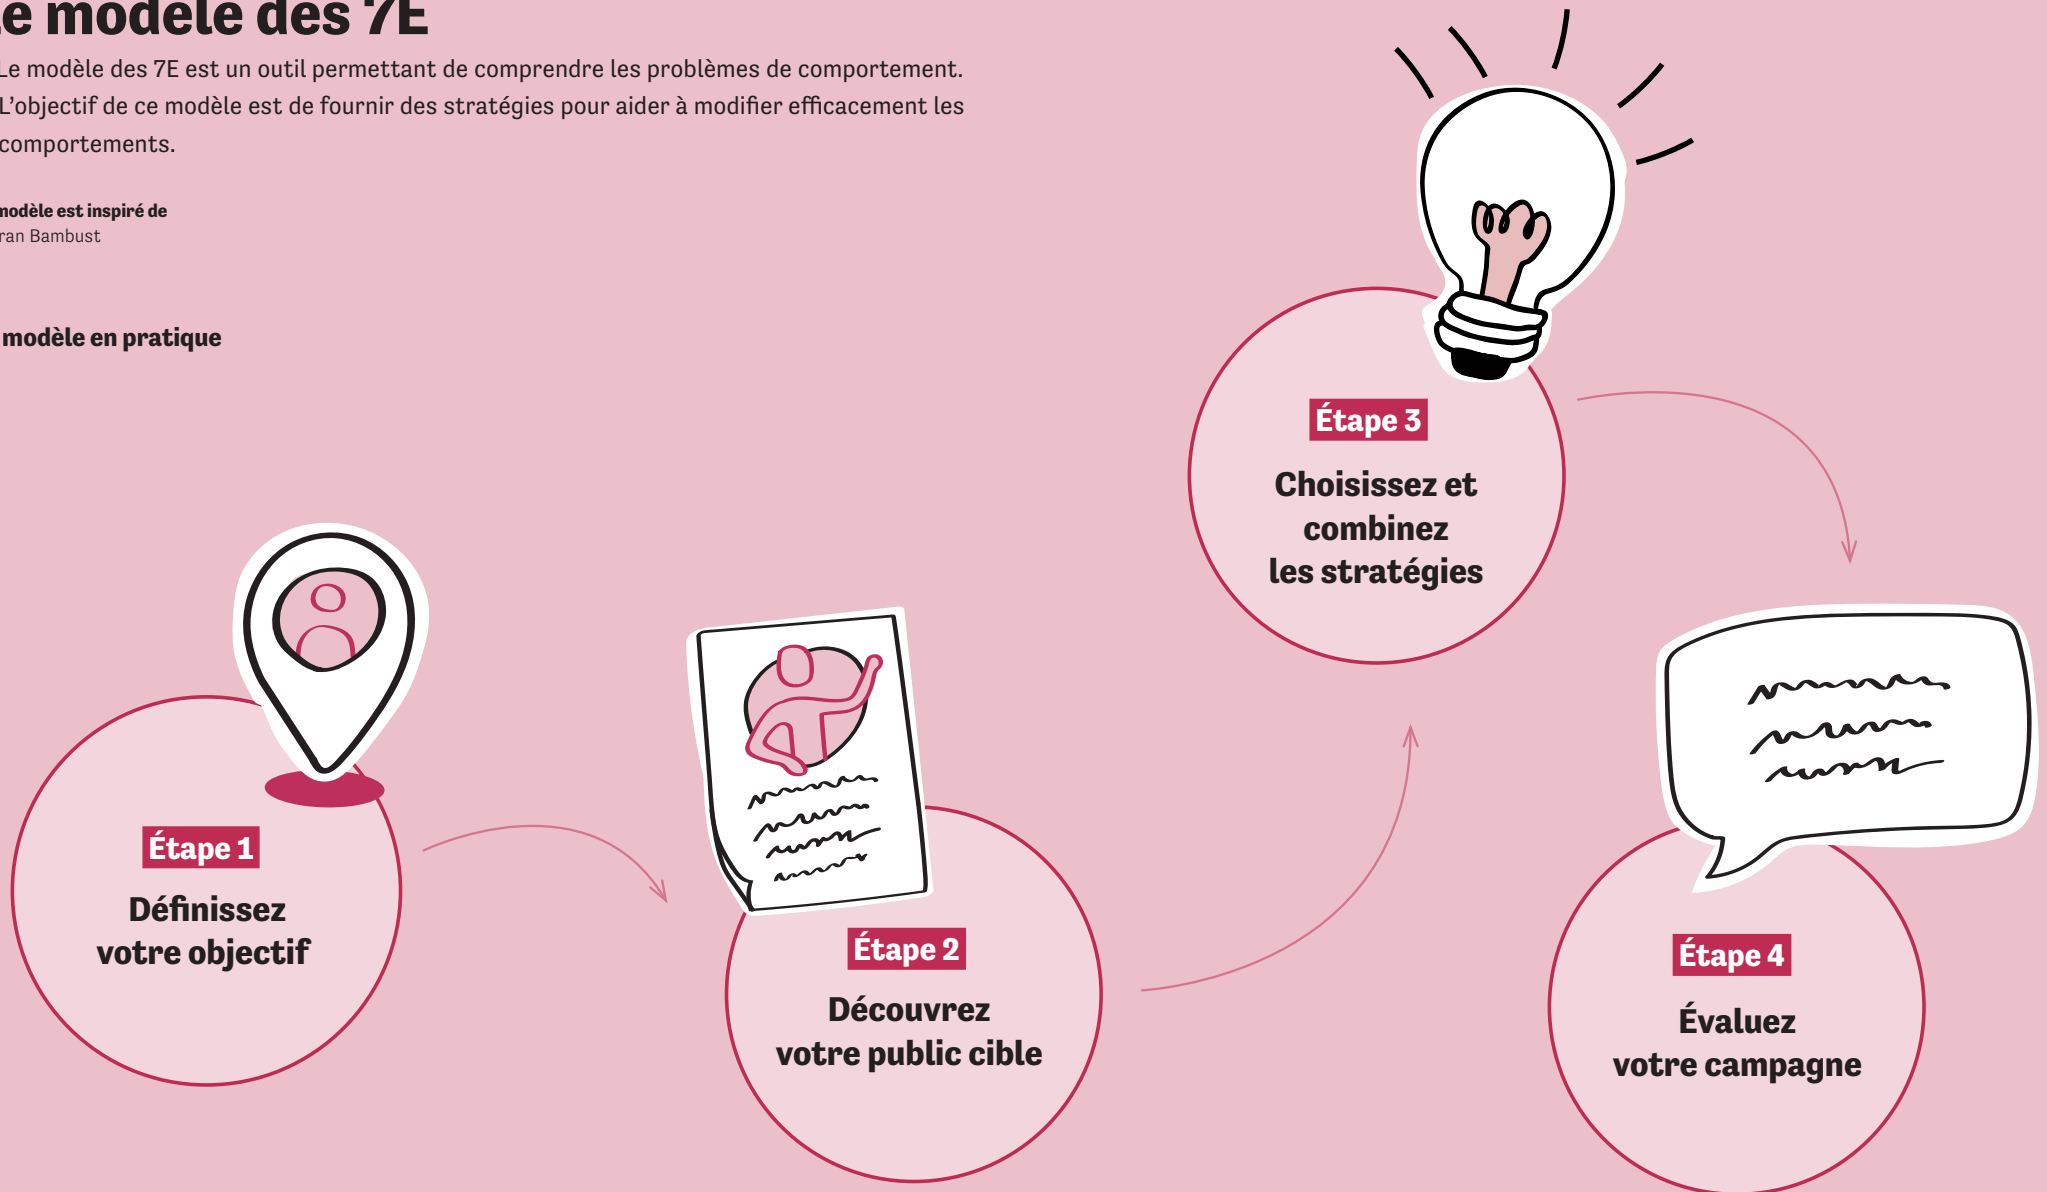 e modèle des 7E
Le modèle des 7E est un outil permettant de comprendre les problèmes de comportement.
L'objectif de ce modèle est de fournir des stratégies pour aider à modifier efficacement les
comportements.
modèle est inspiré de
ran Bambust
modèle en pratique
Étape 1
Définissez
votre objectif
Étape 2
Découvrez
votre public cible
Étape 3
Choisissez et
combinez
les stratégies
Étape 4
Évaluez
votre campagne